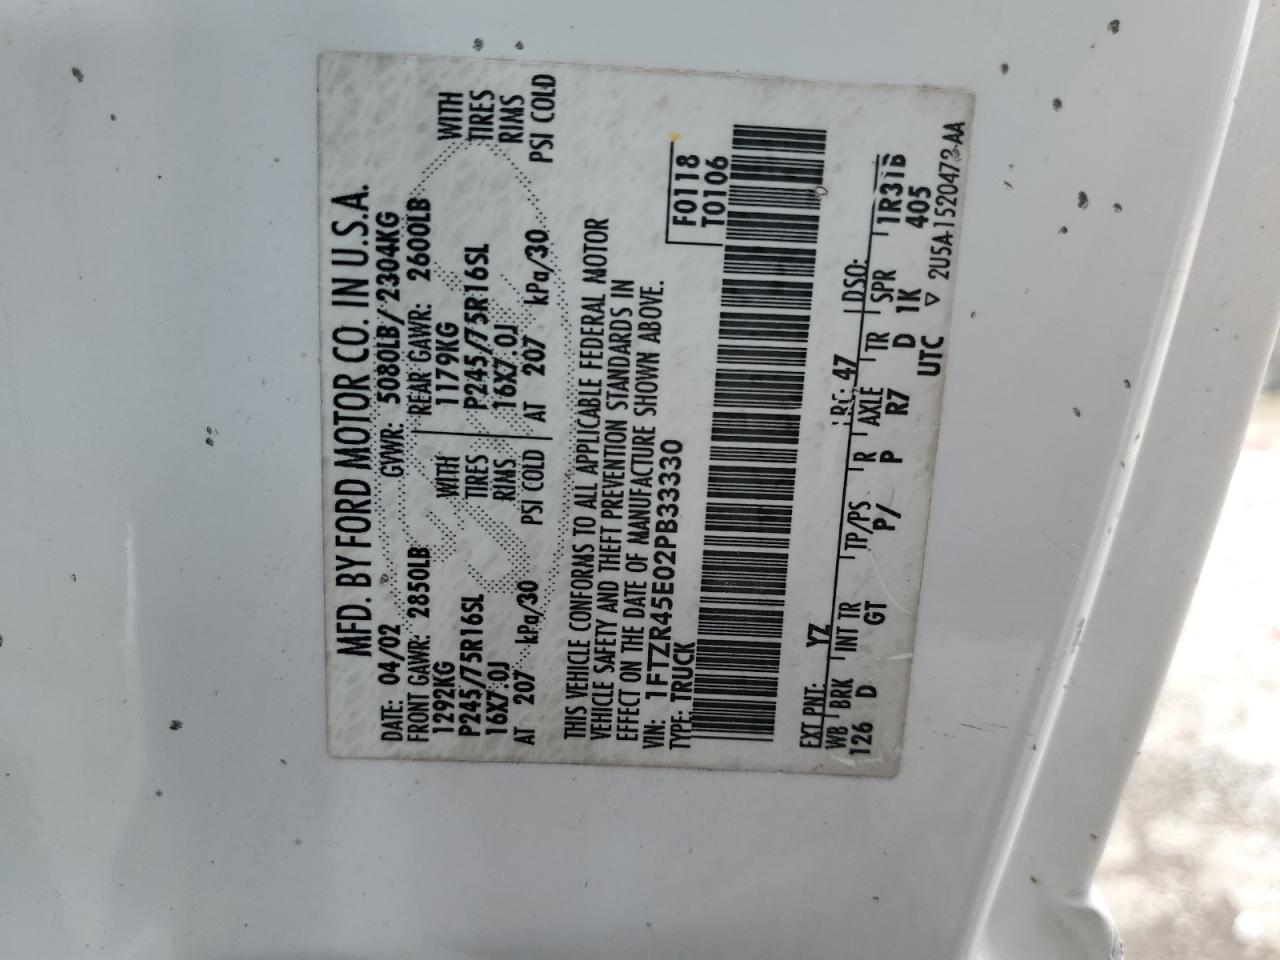 MFD. BY FORD MOTOR CO. IN U.S.A.
DATE: 04/02 GVWR: 5080LB/2304KG
FRONT GAWR: 2850LB REAR GAWR: 2600LB
1292KG WITH 1179KG WITH
P245/75R16SL TIRES P245/75R16SL TIRES
16X7.0J RIMS 16X7.0J RIMS
AT 207 kPa/30 PSI COLD AT 207 kPa/30 PSI COLD
THIS VEHICLE CONFORMS TO ALL APPLICABLE FEDERAL MOTOR
VEHICLE SAFETY AND THEFT PREVENTION STANDARDS IN
EFFECT ON THE DATE OF MANUFACTURE SHOWN ABOVE.
VIN: 1FTZR45E02PB33330 F0118
TYPE: TRUCK T0106
EXT PNT: YZ RC: 47 DSO:
WB BRK INT TR TP/PS R AXLE TR SPR 1R31B
126 D GT P/ P R7 D 1K 405
UTC ▽ 2U5A-1520472-AA